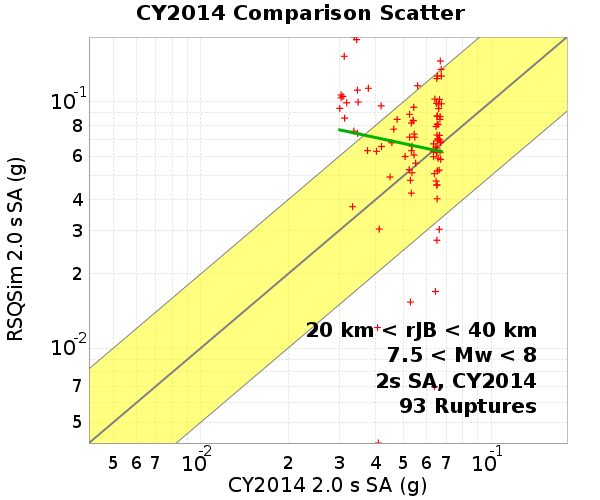 CY2014 Comparison Scatter
RSQSim 2.0 s SA (g)
10-1
8
6
4
3
2
10-2
7
5
20 km < rJB < 40 km
7.5 < Mw < 8
2s SA, CY2014
93 Ruptures
5 6 7 10-2 2 3 4 5 6 7 10-1
CY2014 2.0 s SA (g)